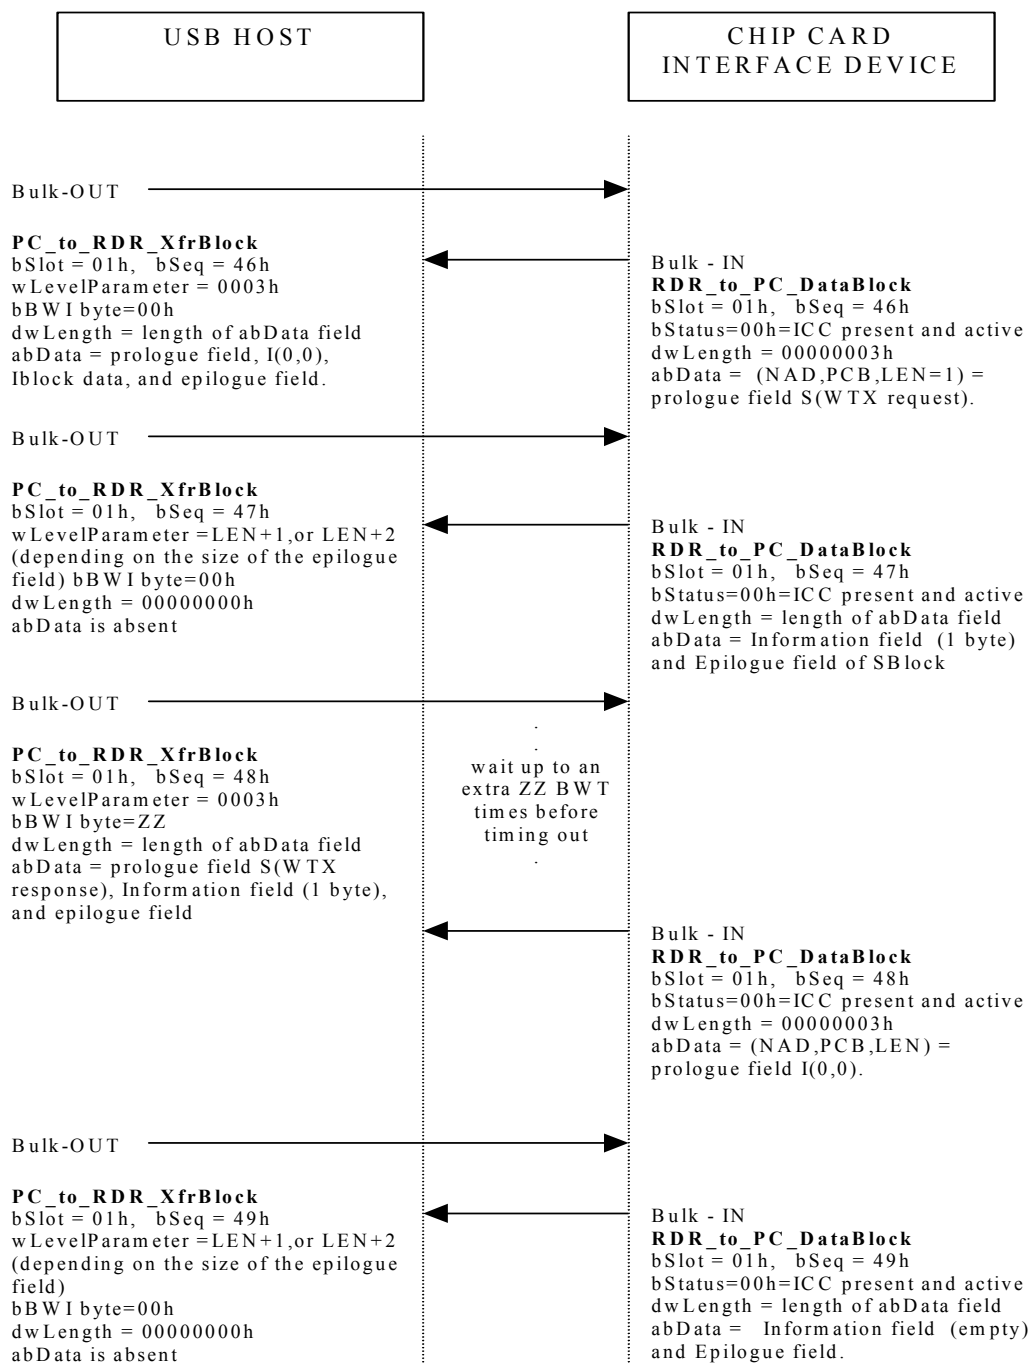 USB HOST
CHIP CARD
INTERFACE DEVICE
Bulk-OUT
PC_to_RDR_XfrBlock
bSlot = 01h, bSeq = 46h
wLevelParameter = 0003h
bBWI byte=00h
dwLength = length of abData field
abData = prologue field, I(0,0),
Iblock data, and epilogue field.
Bulk - IN
RDR_to_PC_DataBlock
bSlot = 01h, bSeq = 46h
bStatus=00h=ICC present and active
dwLength = 00000003h
abData = (NAD,PCB,LEN=1) =
prologue field S(WTX request).
Bulk-OUT
PC_to_RDR_XfrBlock
bSlot = 01h, bSeq = 47h
wLevelParameter =LEN+1,or LEN+2
(depending on the size of the epilogue
field) bBWI byte=00h
dwLength = 00000000h
abData is absent
Bulk - IN
RDR_to_PC_DataBlock
bSlot = 01h, bSeq = 47h
bStatus=00h=ICC present and active
dwLength = length of abData field
abData = Information field (1 byte)
and Epilogue field of SBlock
Bulk-OUT
PC_to_RDR_XfrBlock
bSlot = 01h, bSeq = 48h
wLevelParameter = 0003h
bBWI byte=ZZ
dwLength = length of abData field
abData = prologue field S(WTX
response), Information field (1 byte),
and epilogue field
.
.
wait up to an
extra ZZ BWT
times before
timing out
.
Bulk - IN
RDR_to_PC_DataBlock
bSlot = 01h, bSeq = 48h
bStatus=00h=ICC present and active
dwLength = 00000003h
abData = (NAD,PCB,LEN) =
prologue field I(0,0).
Bulk-OUT
PC_to_RDR_XfrBlock
bSlot = 01h, bSeq = 49h
wLevelParameter =LEN+1,or LEN+2
(depending on the size of the epilogue
field)
bBWI byte=00h
dwLength = 00000000h
abData is absent
Bulk - IN
RDR_to_PC_DataBlock
bSlot = 01h, bSeq = 49h
bStatus=00h=ICC present and active
dwLength = length of abData field
abData = Information field (empty)
and Epilogue field.